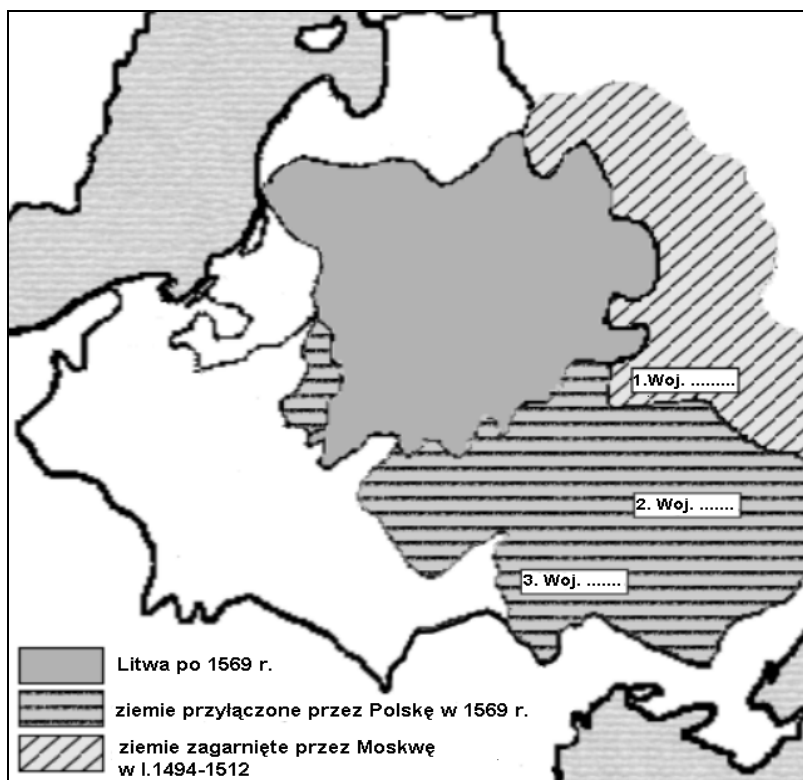 1.Woj. .........
2. Woj. .......
3. Woj. .......
Litwa po 1569 r.
ziemie przyłączone przez Polskę w 1569 r.
ziemie zagarnięte przez Moskwę
w l.1494-1512